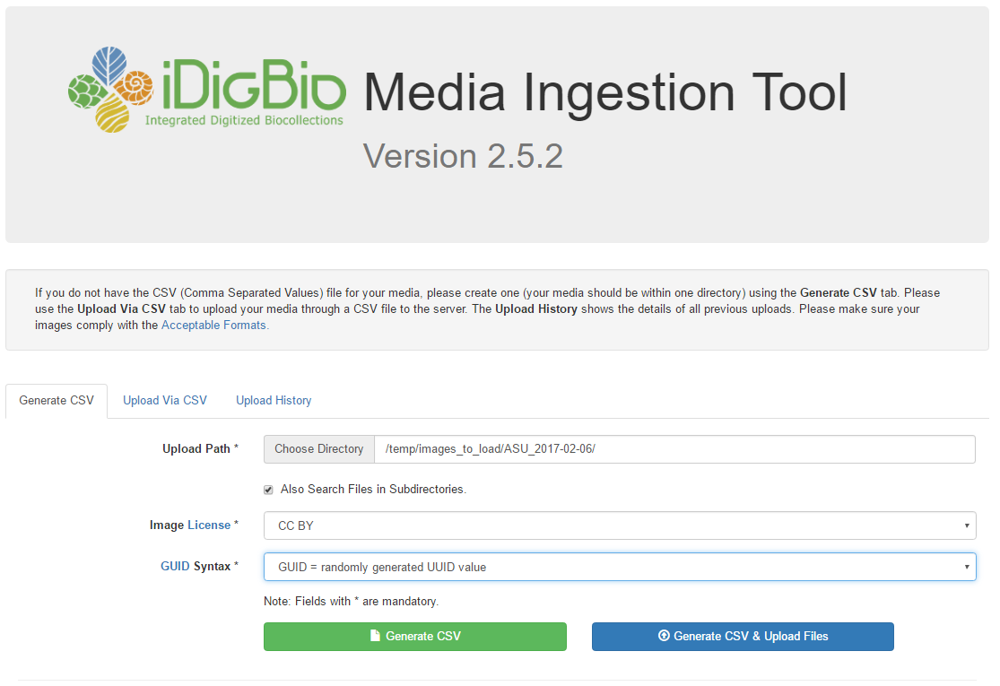 iDigBio Media Ingestion Tool
Integrated Digitized Biocollections
Version 2.5.2
If you do not have the CSV (Comma Separated Values) file for your media, please create one (your media should be within one directory) using the Generate CSV tab. Please
use the Upload Via CSV tab to upload your media through a CSV file to the server. The Upload History shows the details of all previous uploads. Please make sure your
images comply with the Acceptable Formats.
Generate CSV Upload Via CSV Upload History
Upload Path * Choose Directory /temp/images_to_load/ASU_2017-02-06/
Also Search Files in Subdirectories.
Image License * CC BY
GUID Syntax * GUID = randomly generated UUID value
Note: Fields with * are mandatory.
Generate CSV Generate CSV & Upload Files